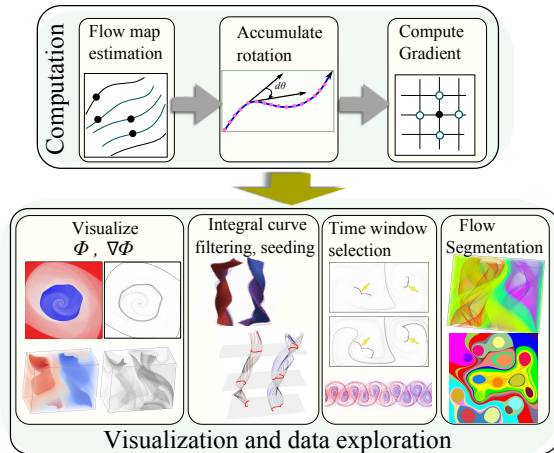 Computation
Flow map
estimation
Accumulate
rotation
dθ
Compute
Gradient
Visualize
Φ , ∇Φ
Integral curve
filtering, seeding
Time window
selection
Flow
Segmentation
Visualization and data exploration